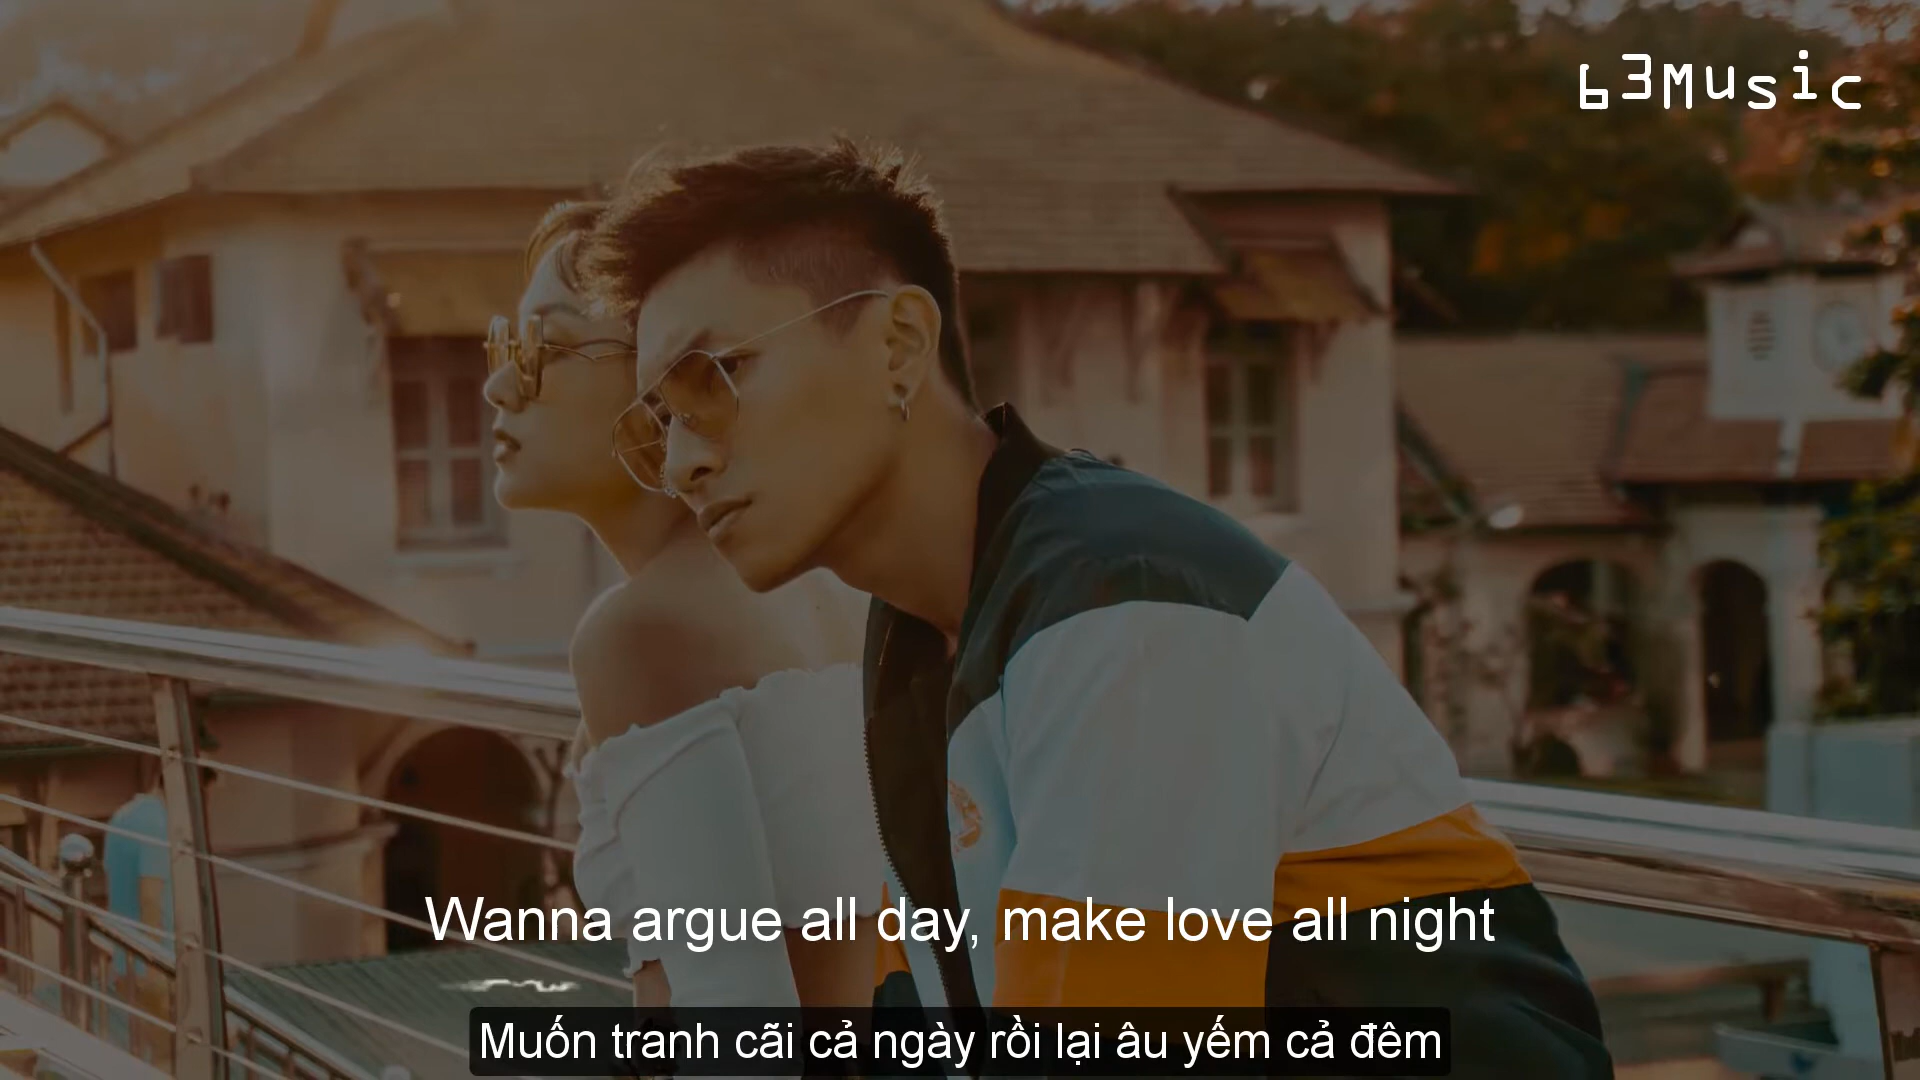 63Music
Wanna argue all day, make love all night
Muốn tranh cãi cả ngày rồi lại âu yếm cả đêm